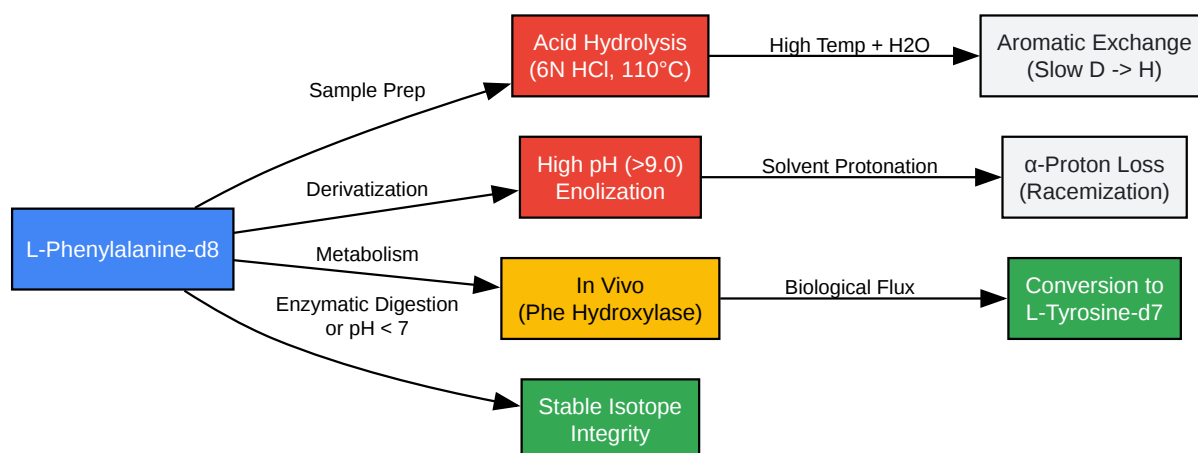 L-Phenylalanine-d8
Sample Prep
Acid Hydrolysis
(6N HCl, 110°C)
High Temp + H2O
Aromatic Exchange
(Slow D -> H)
Derivatization
High pH (>9.0)
Enolization
Solvent Protonation
α-Proton Loss
(Racemization)
Metabolism
In Vivo
(Phe Hydroxylase)
Biological Flux
Conversion to
L-Tyrosine-d7
Enzymatic Digestion
or pH < 7
Stable Isotope
Integrity